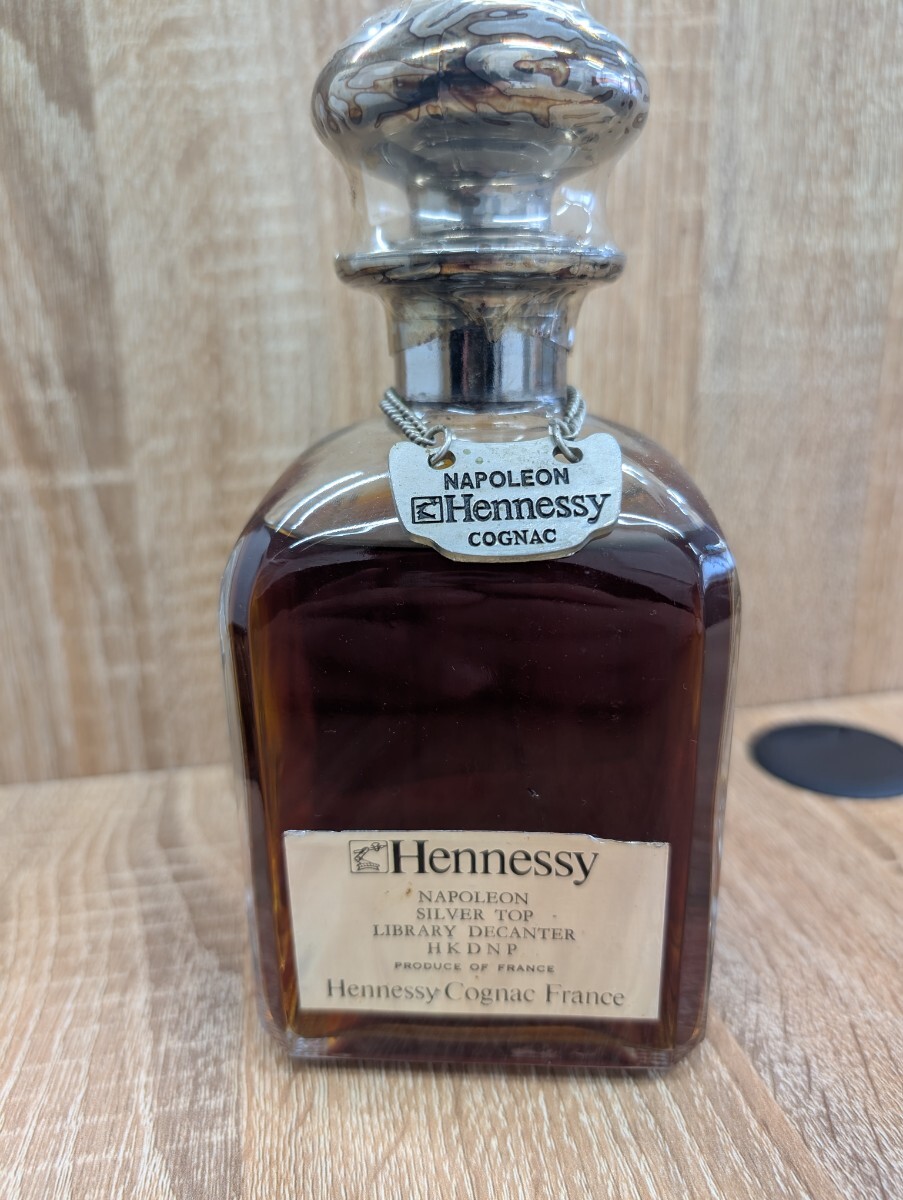 NAPOLEON
Hennessy
COGNAC
Hennessy
NAPOLEON
SILVER TOP
LIBRARY DECANTER
HKDNP
PRODUCE OF FRANCE
Hennessy Cognac France